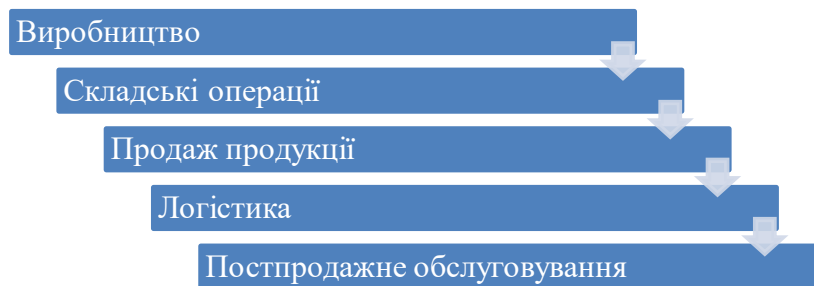 Виробництво
Складські операції
Продаж продукції
Логістика
Постпродажне обслуговування